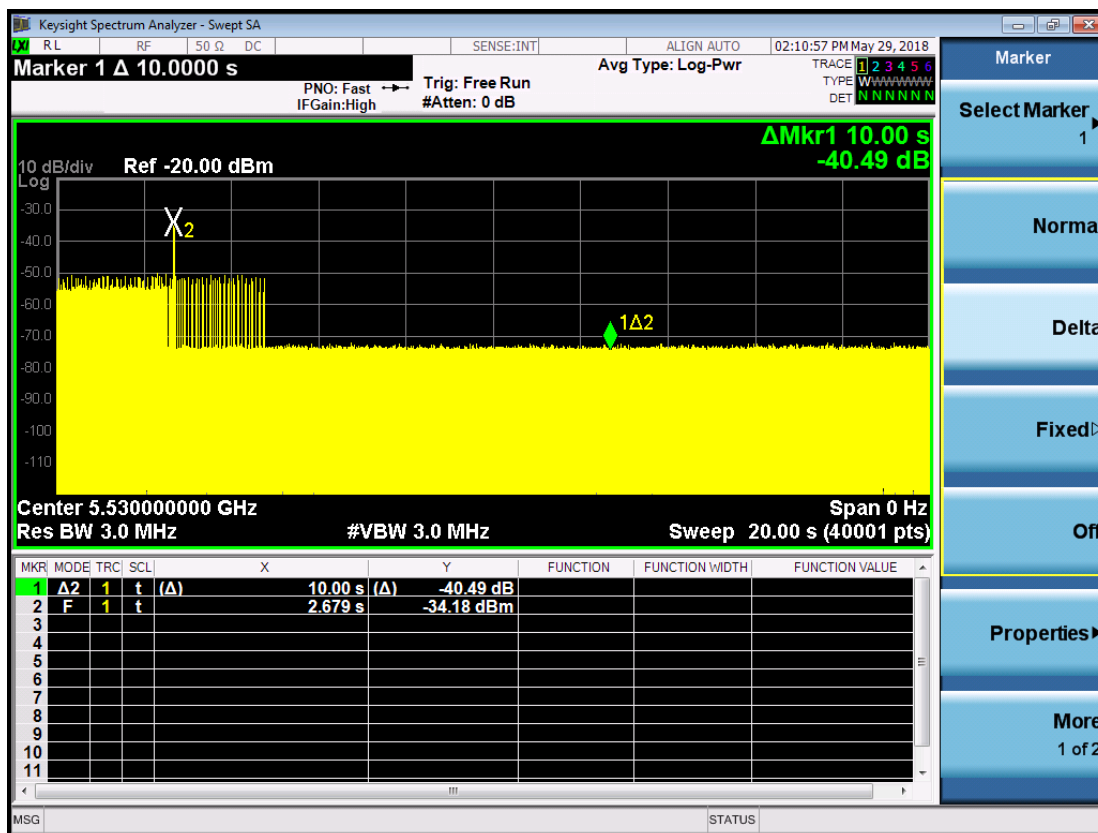 Keysight Spectrum Analyzer - Swept SA
LXI RL RF 50 Ω DC SENSE:INT ALIGN AUTO 02:10:57 PM May 29, 2018
Marker 1 Δ 10.0000 s
PNO: Fast
IFGain:High
Trig: Free Run
#Atten: 0 dB
Avg Type: Log-Pwr
TRACE 1 2 3 4 5 6
TYPE WWWWWW
DET N N N N N N
ΔMkr1 10.00 s
-40.49 dB
10 dB/div Ref -20.00 dBm
Log
-30.0
-40.0
-50.0
-60.0
-70.0
-80.0
-90.0
-100
-110
X2
1Δ2
Center 5.530000000 GHz Span 0 Hz
Res BW 3.0 MHz #VBW 3.0 MHz Sweep 20.00 s (40001 pts)
MKR MODE TRC SCL X Y FUNCTION FUNCTION WIDTH FUNCTION VALUE
1 Δ2 1 t (Δ) 10.00 s (Δ) -40.49 dB
2 F 1 t 2.679 s -34.18 dBm
3
4
5
6
7
8
9
10
11
MSG STATUS
Marker
Select Marker
1
Norma
Delta
Fixed
Off
Properties
More
1 of 2